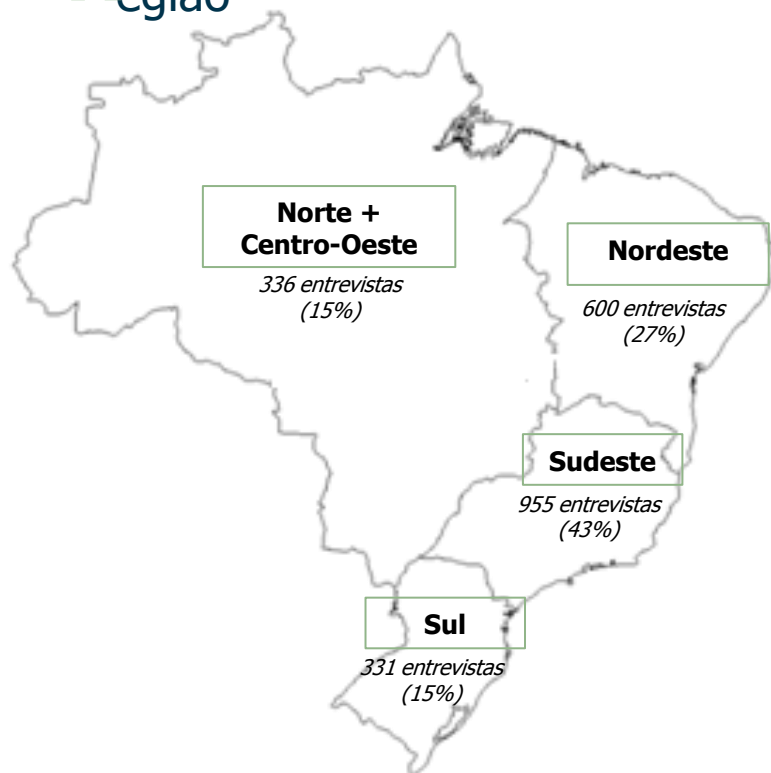 Norte +
Centro-Oeste
336 entrevistas
(15%)
Nordeste
600 entrevistas
(27%)
Sudeste
955 entrevistas
(43%)
Sul
331 entrevistas
(15%)